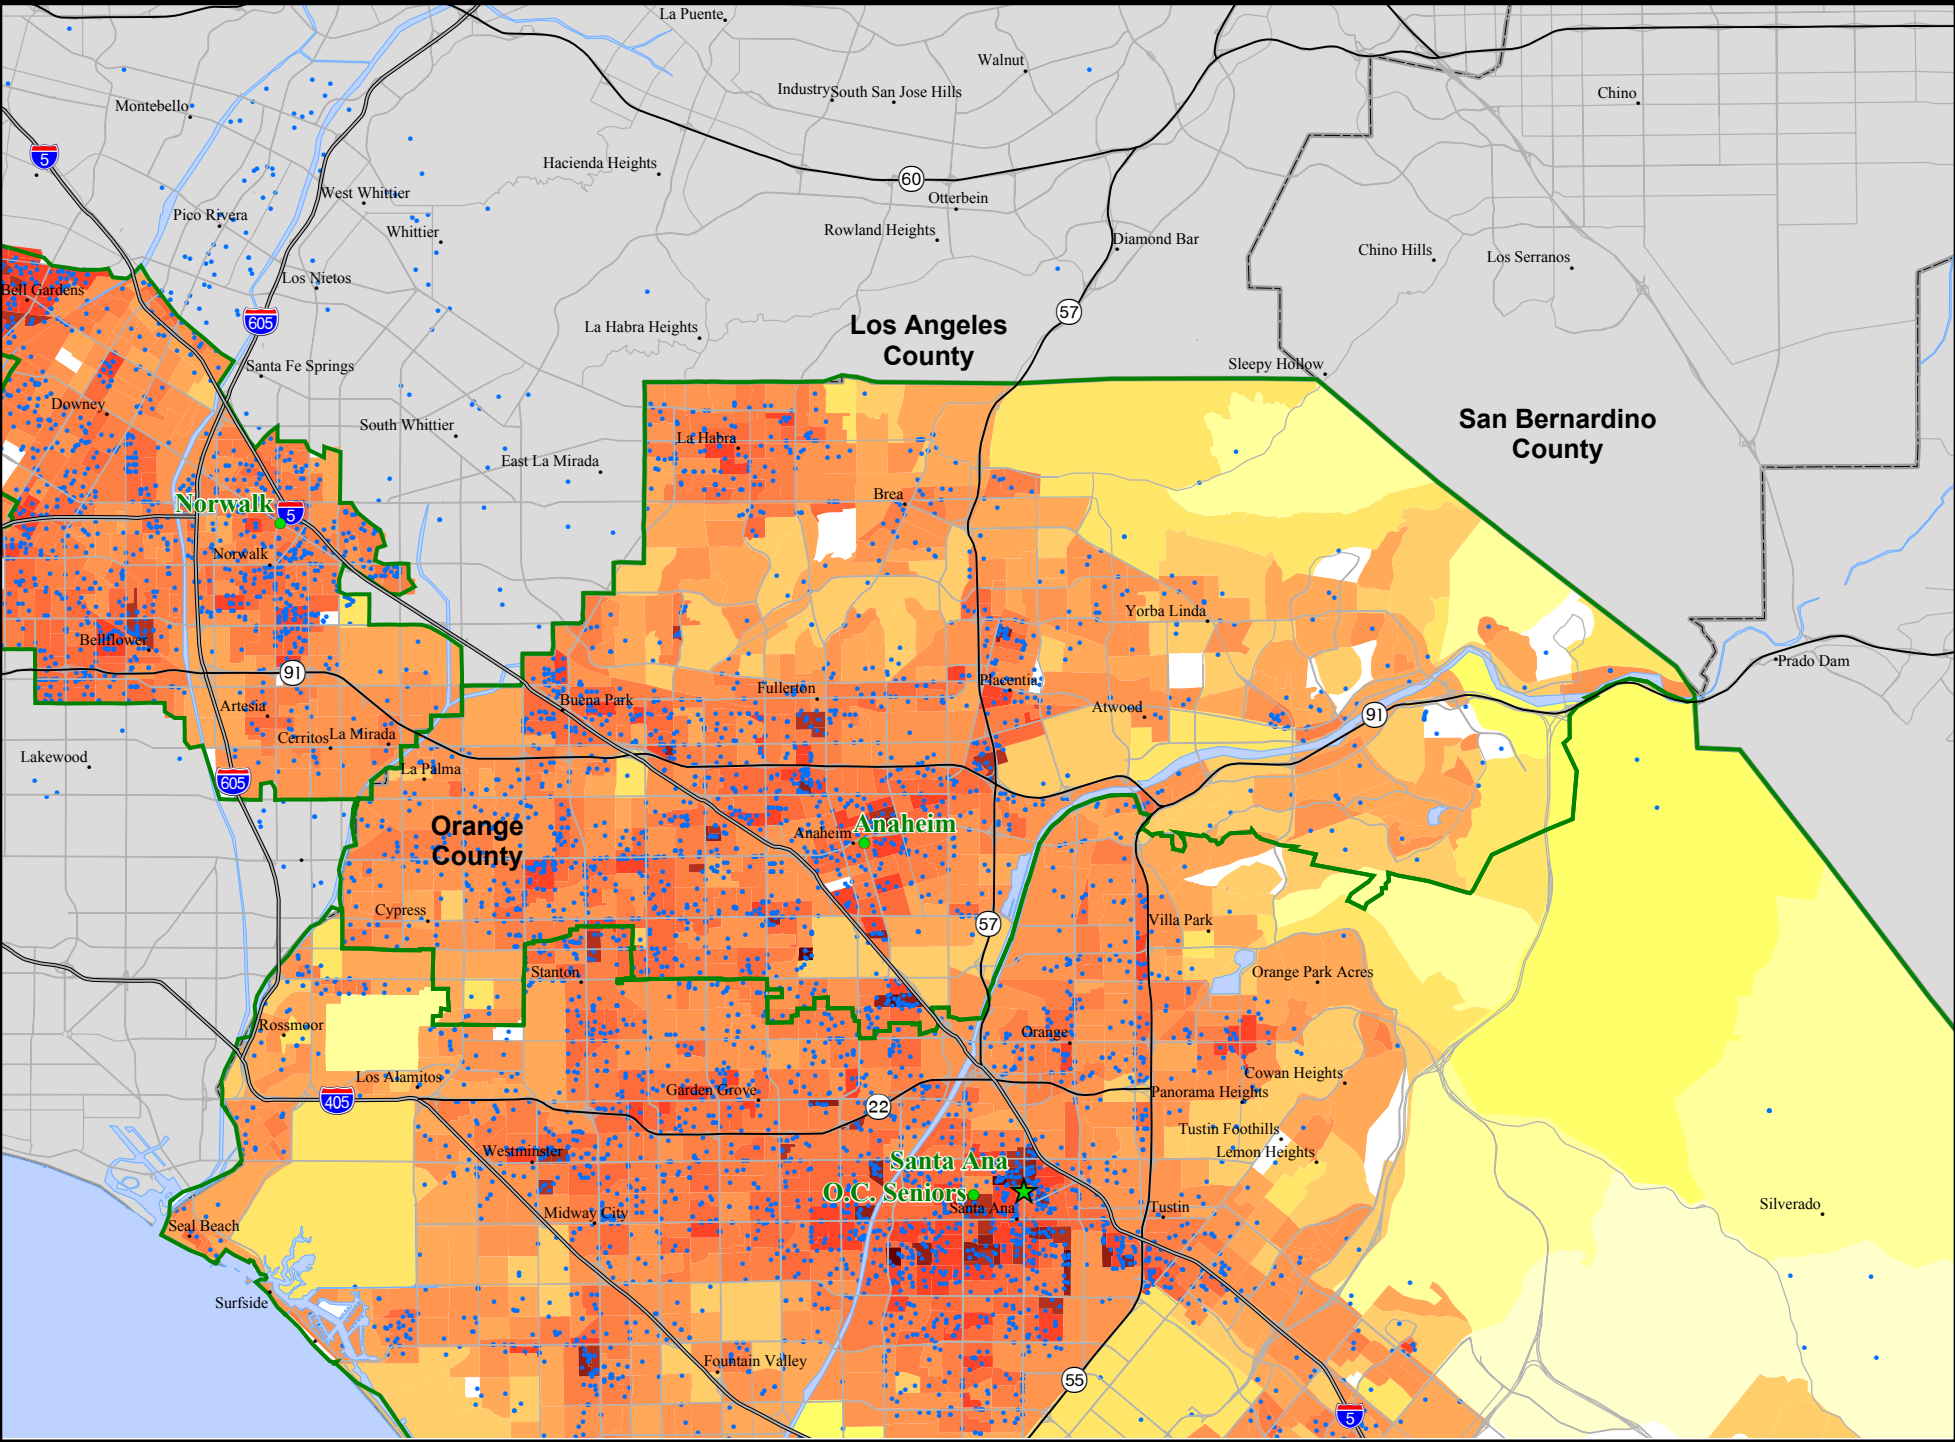 La Puente
Walnut
Industry
South San Jose Hills
Chino
Montebello
5
Hacienda Heights
60
West Whittier
Otterbein
Pico Rivera
Whittier
Rowland Heights
Diamond Bar
Chino Hills
Los Serranos
Los Nietos
Bell Gardens
605
57
La Habra Heights
Los Angeles
County
Santa Fe Springs
Sleepy Hollow
Downey
San Bernardino
County
South Whittier
La Habra
East La Mirada
Norwalk
5
Brea
Norwalk
Yorba Linda
Bellflower
91
Prado Dam
Placentia
Fullerton
Buena Park
Artesia
Atwood
91
Cerritos
La Mirada
Lakewood
La Palma
605
Orange
County
Anaheim
Anaheim
Cypress
57
Villa Park
Stanton
Orange Park Acres
Rossmoor
Orange
Los Alamitos
Cowan Heights
405
Garden Grove
22
Panorama Heights
Tustin Foothills
Westminster
Lemon Heights
Santa Ana
O.C. Seniors
Santa Ana
Tustin
Silverado
Midway City
Seal Beach
Surfside
Fountain Valley
55
5